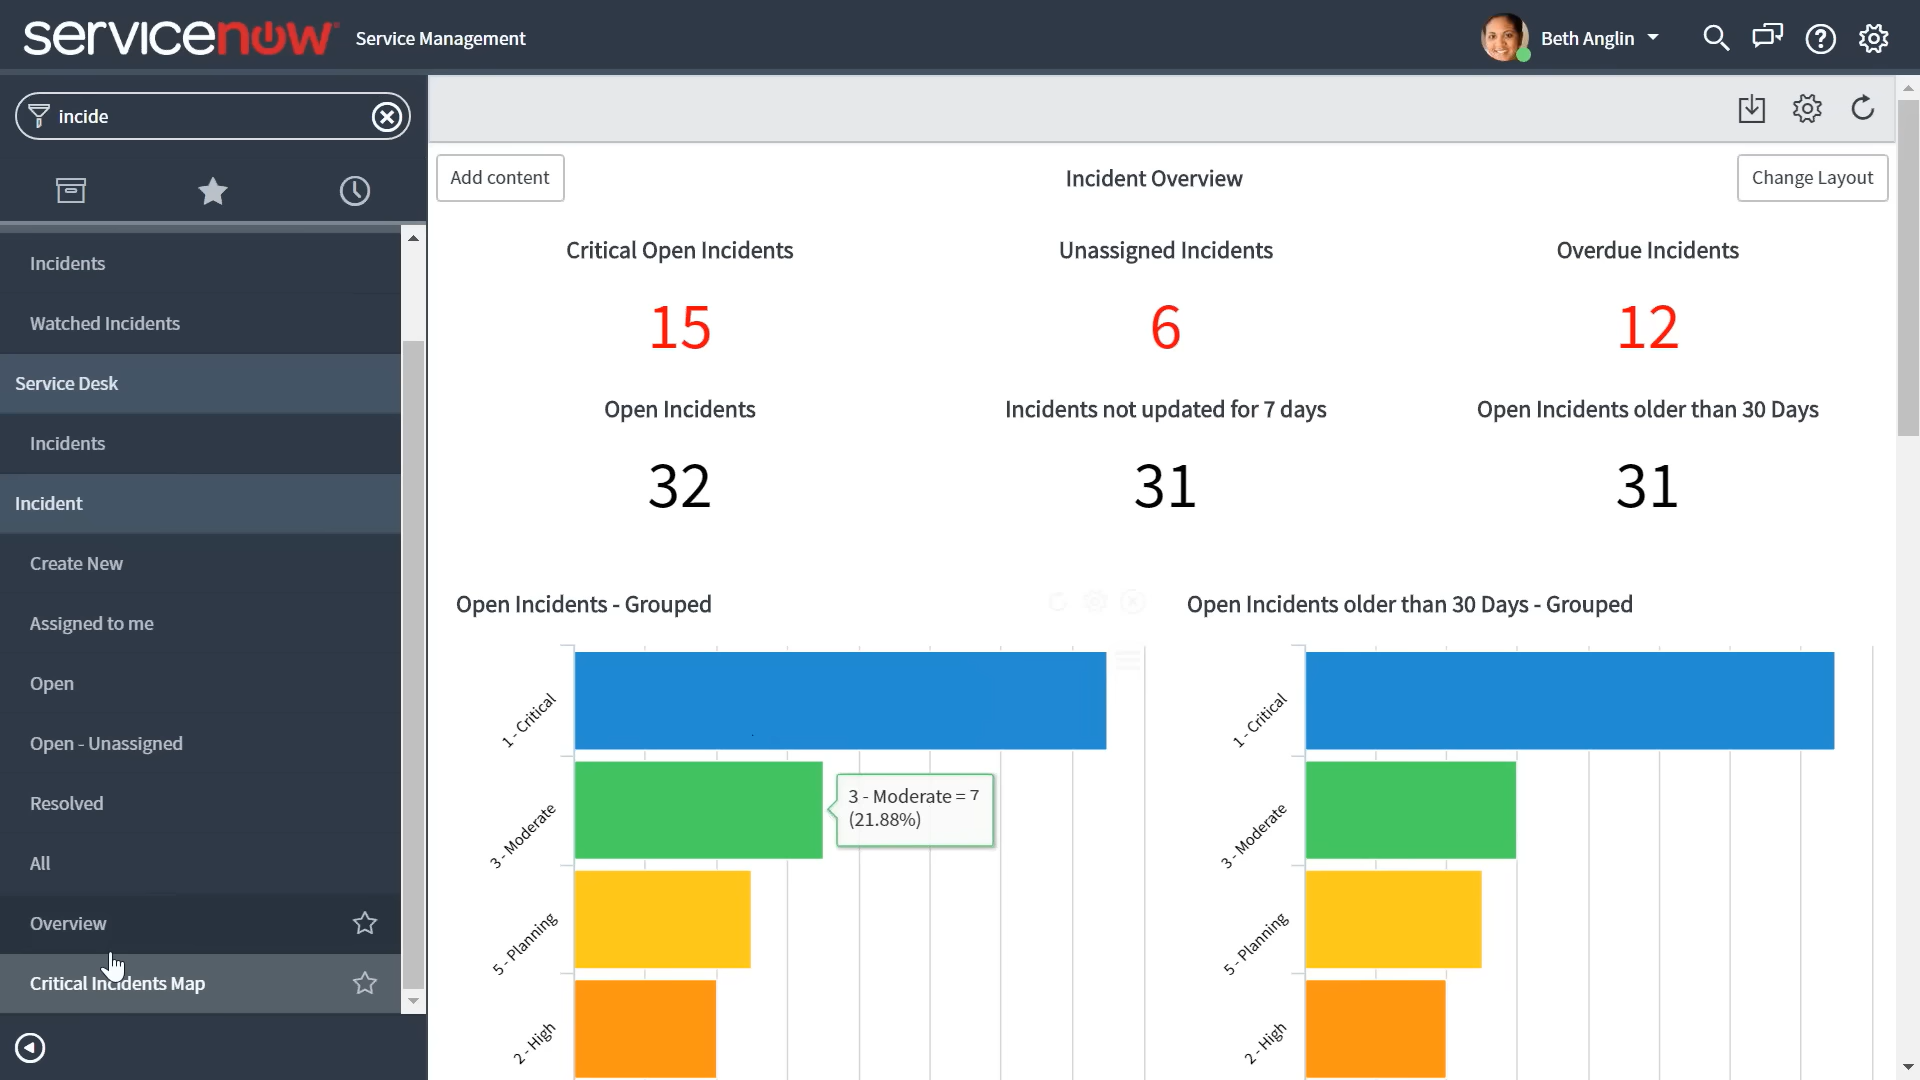 servicenow Service Management
Beth Anglin
incide
Incidents
Watched Incidents
Service Desk
Incidents
Incident
Create New
Assigned to me
Open
Open - Unassigned
Resolved
All
Overview
Critical Incidents Map
Add content
Incident Overview
Change Layout
Critical Open Incidents
Unassigned Incidents
Overdue Incidents
15
6
12
Open Incidents
Incidents not updated for 7 days
Open Incidents older than 30 Days
32
31
31
Open Incidents - Grouped
1 - Critical
3 - Moderate
3 - Moderate = 7
(21.88%)
5 - Planning
2 - High
Open Incidents older than 30 Days - Grouped
1 - Critical
3 - Moderate
5 - Planning
2 - High